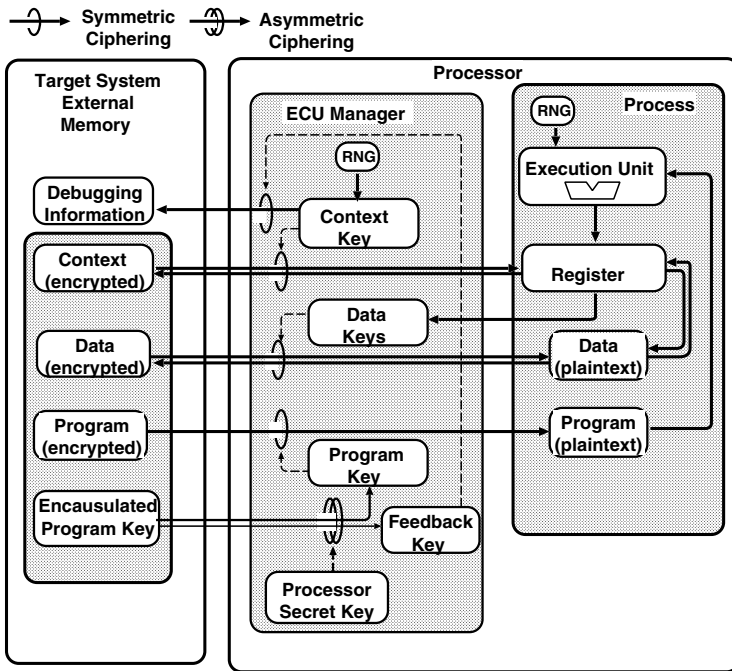 Symmetric
Ciphering
Asymmetric
Ciphering
Target System
External
Memory
Debugging
Information
Context
(encrypted)
Data
(encrypted)
Program
(encrypted)
Encausulated
Program Key
Processor
ECU Manager
RNG
Context
Key
Data
Keys
Program
Key
Feedback
Key
Processor
Secret Key
Process
RNG
Execution Unit
Register
Data
(plaintext)
Program
(plaintext)